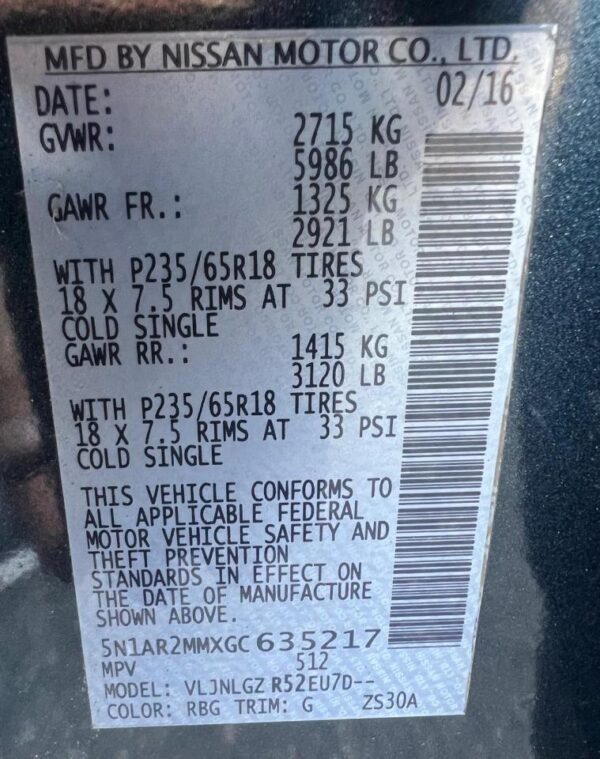 MFD BY NISSAN MOTOR CO., LTD.
DATE: 02/16
GVWR: 2715 KG
5986 LB
GAWR FR.: 1325 KG
2921 LB
WITH P235/65R18 TIRES
18 X 7.5 RIMS AT 33 PSI
COLD SINGLE
GAWR RR.: 1415 KG
3120 LB
WITH P235/65R18 TIRES
18 X 7.5 RIMS AT 33 PSI
COLD SINGLE
THIS VEHICLE CONFORMS TO
ALL APPLICABLE FEDERAL
MOTOR VEHICLE SAFETY AND
THEFT PREVENTION
STANDARDS IN EFFECT ON
THE DATE OF MANUFACTURE
SHOWN ABOVE.
5N1AR2MMXGC 635217
MPV 512
MODEL: VLJNLGZ R52EU7D--
COLOR: RBG TRIM: G ZS30A